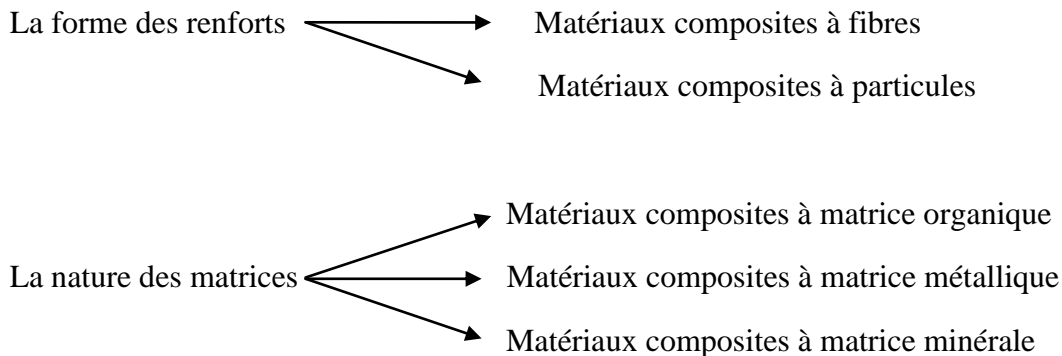 La forme des renforts
Matériaux composites à fibres
Matériaux composites à particules
Matériaux composites à matrice organique
La nature des matrices
Matériaux composites à matrice métallique
Matériaux composites à matrice minérale